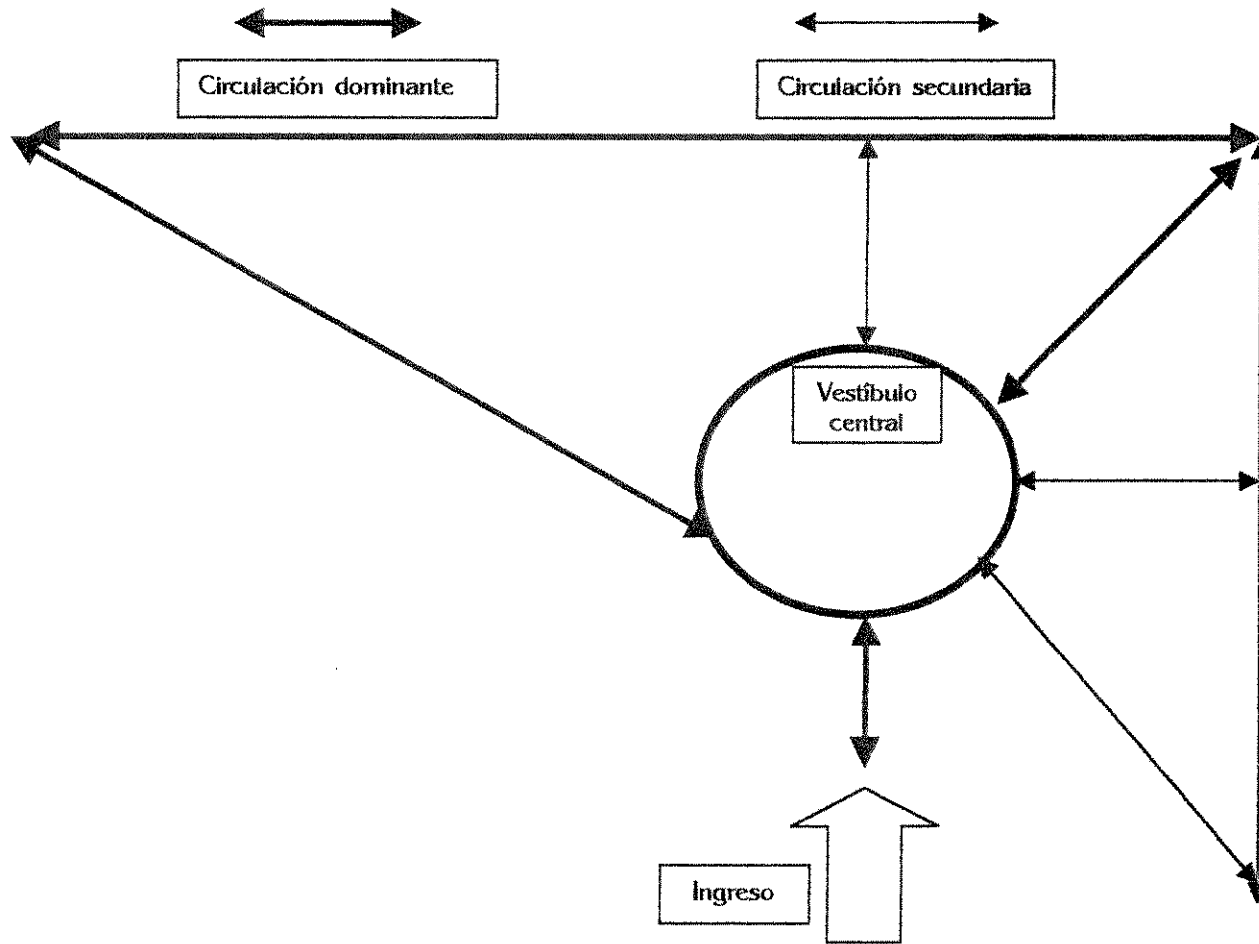 Circulación dominante
Circulación secundaria
Vestíbulo
central
Ingreso